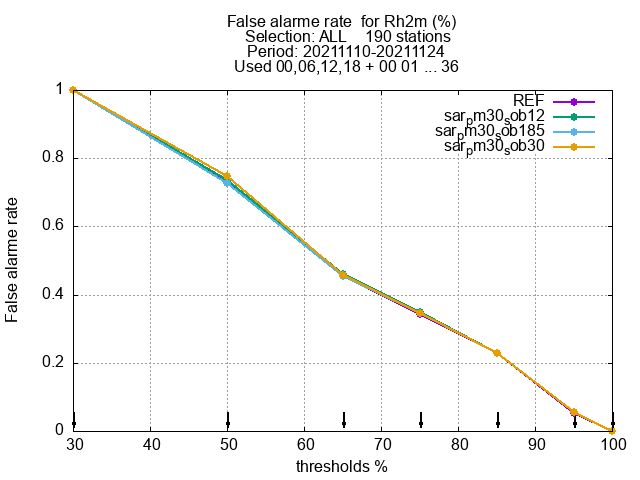 False alarme rate  for Rh2m (%)
Selection: ALL    190 stations
Period: 20211110-20211124
Used 00,06,12,18 + 00 01 ... 36
REF
sar_pm30_sob12
sar_pm30_sob185
sar_pm30_sob30
1
0.8
0.6
0.4
0.2
0
False alarme rate
30 40 50 60 70 80 90 100
thresholds %